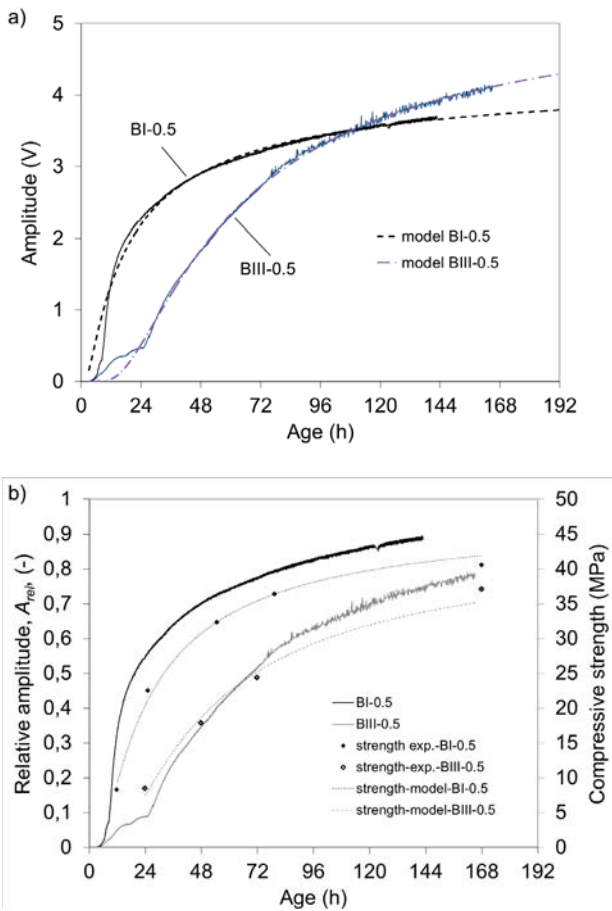 a)
5
4
3
2
1
0
Amplitude (V)
BI-0.5
BIII-0.5
model BI-0.5
model BIII-0.5
0 24 48 72 96 120 144 168 192
Age (h)
b)
1
0,9
0,8
0,7
0,6
0,5
0,4
0,3
0,2
0,1
0
Relative amplitude, Arel, (-)
50
45
40
35
30
25
20
15
10
5
0
Compressive strength (MPa)
BI-0.5
BIII-0.5
strength exp.-BI-0.5
strength-exp.-BIII-0.5
strength-model-BI-0.5
strength-model-BIII-0.5
0 24 48 72 96 120 144 168 192
Age (h)